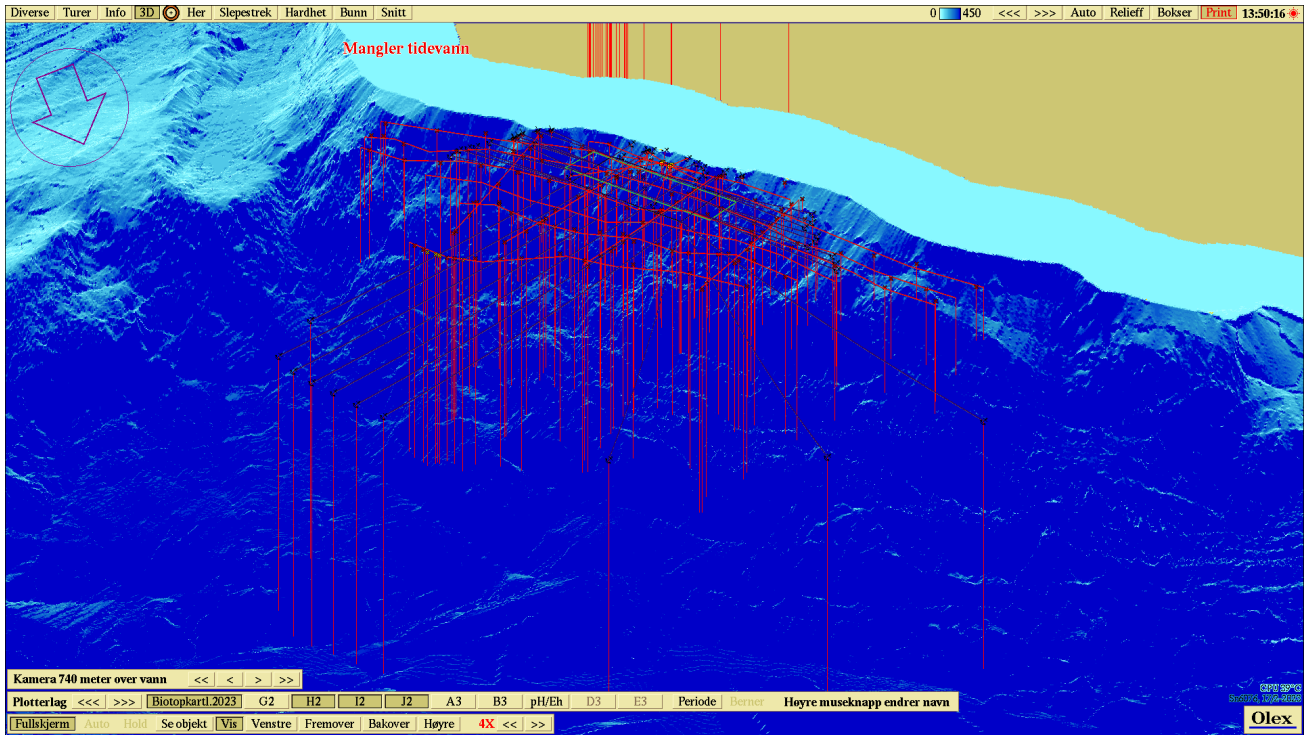 Diverse Turer Info 3D Her Slepestrek Hardhet Bunn Snitt 0 450 <<< >>> Auto Relieff Bokser Print 13:50:16
Mangler tidevann
Kamera 740 meter over vann << < > >>
Plotterlag <<< >>> Biotopkartl.2023 G2 H2 I2 J2 A3 B3 pH/Eh D3 E3 Periode Berner Høyre museknapp endrer navn
Fullskjerm Auto Hold Se objekt Vis Venstre Fremover Bakover Høyre 4X << >>
Olex